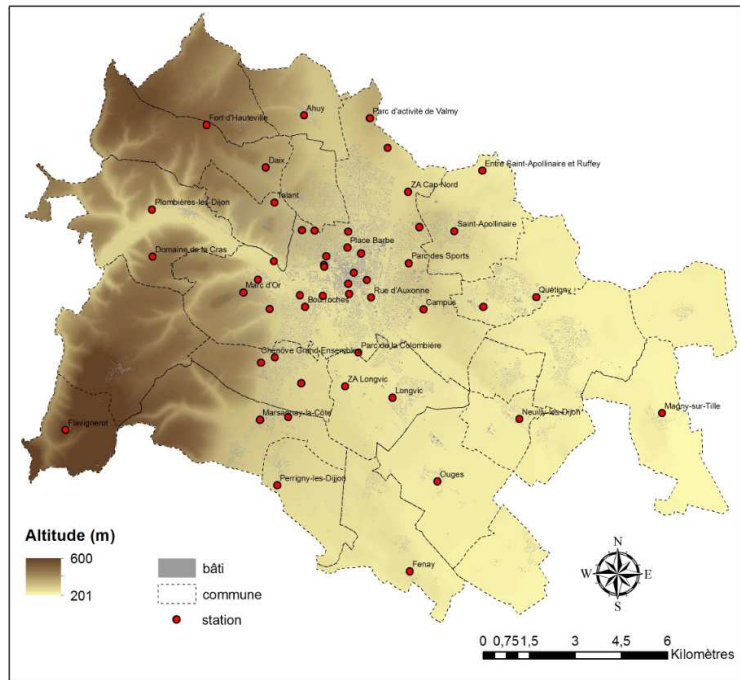 Fort d'Hauteville
Ahuy
Parc d'activité de Valmy
Daix
Entre Saint-Apollinaire et Ruffey
Talant
ZA Cap Nord
Plombières-les-Dijon
Saint-Apollinaire
Place Barbe
Domaine de la Cras
Parc des Sports
Marc d'Or
Rue d'Auxonne
Quetigny
Bourroches
Campus
Parc de la Colombière
Chenôve Grand-Ensemble
ZA Longvic
Longvic
Marsannay-la-Côte
Neuilly-les-Dijon
Magny-sur-Tille
Flavignerot
Perrigny-les-Dijon
Ouges
Fenay
Altitude (m)
600
201
bâti
commune
station
N
W E
S
0 0,75 1,5 3 4,5 6
Kilomètres